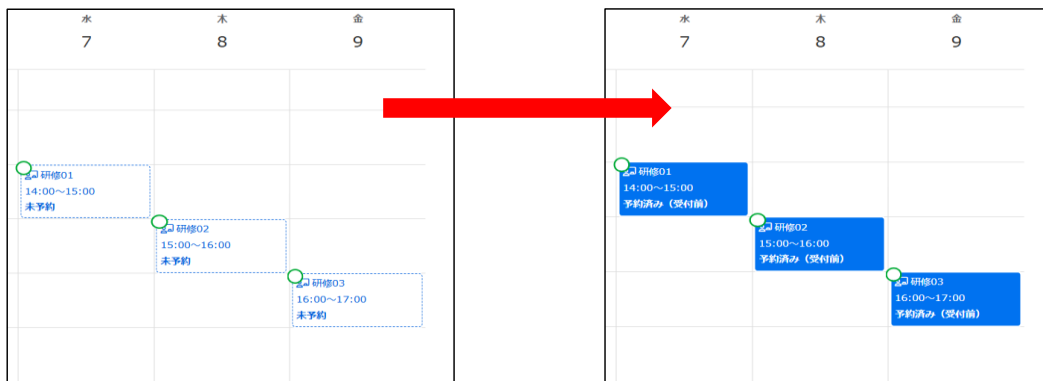 水 木 金
7 8 9
研修01
14:00～15:00
未予約
研修02
15:00～16:00
未予約
研修03
16:00～17:00
未予約
水 木 金
7 8 9
研修01
14:00～15:00
予約済み（受付前）
研修02
15:00～16:00
予約済み（受付前）
研修03
16:00～17:00
予約済み（受付前）